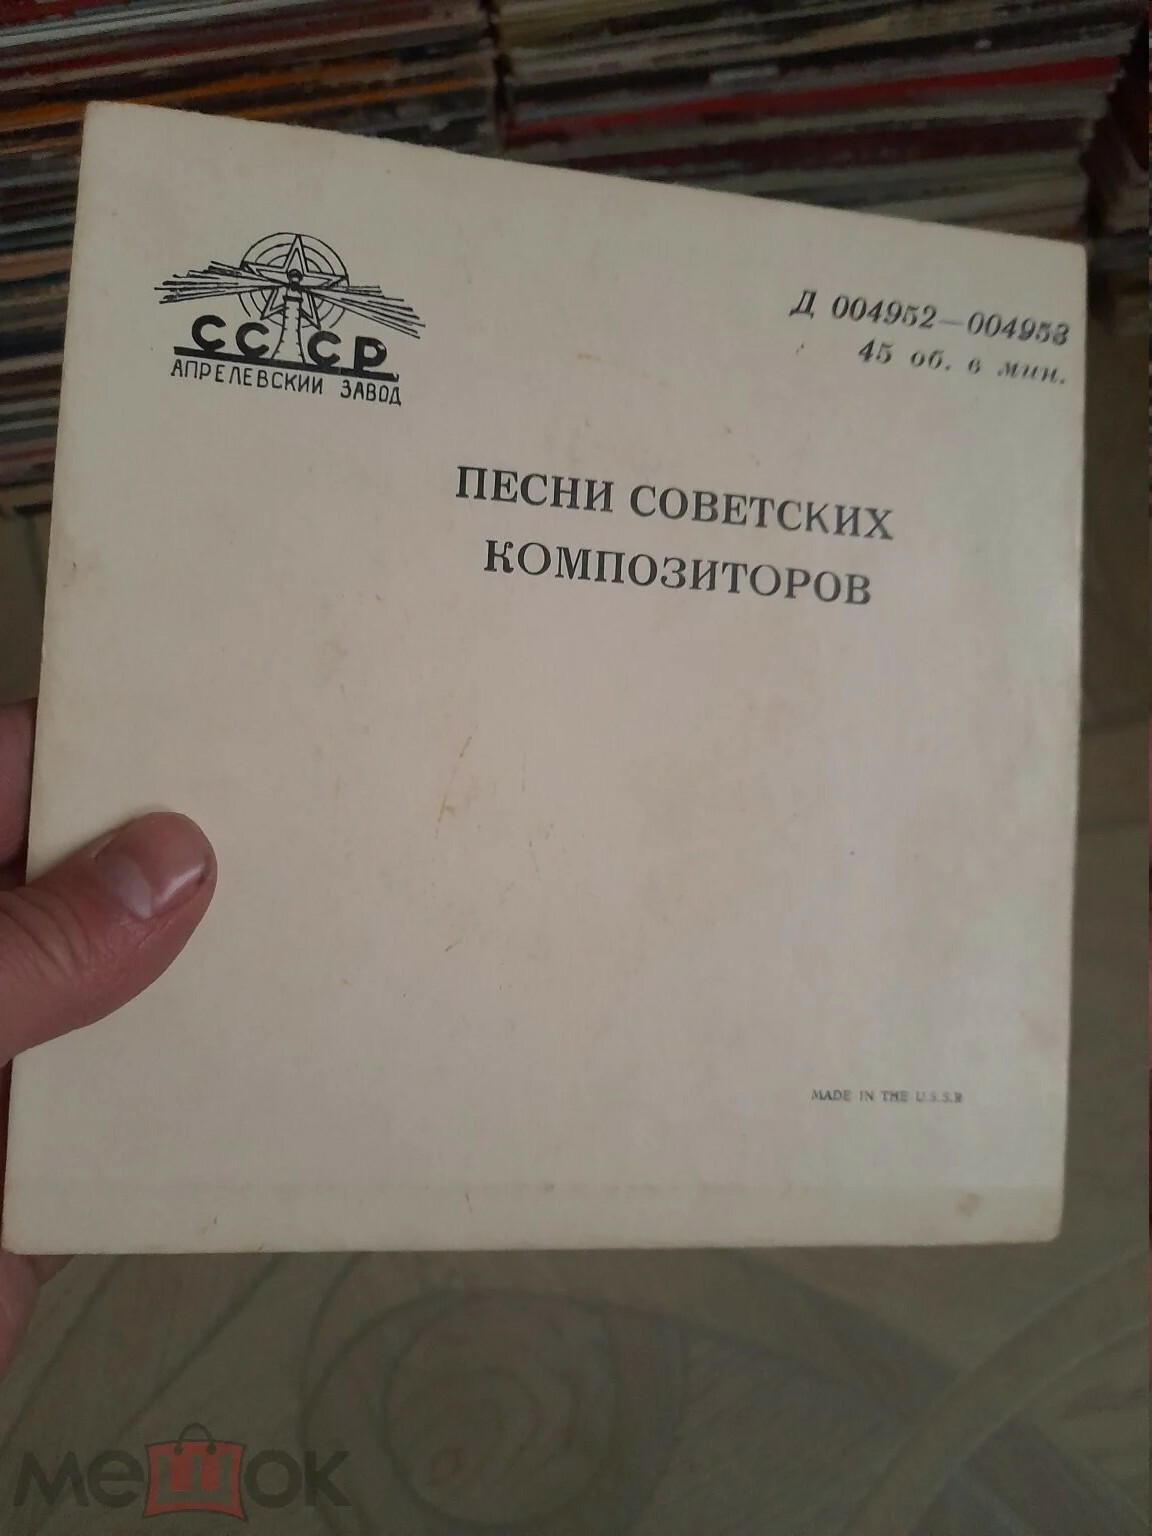 СССР
АПРЕЛЕВСКИЙ ЗАВОД
Д 004952—004953
45 об. в мин.
ПЕСНИ СОВЕТСКИХ
КОМПОЗИТОРОВ
MADE IN THE U.S.S.R
мешок